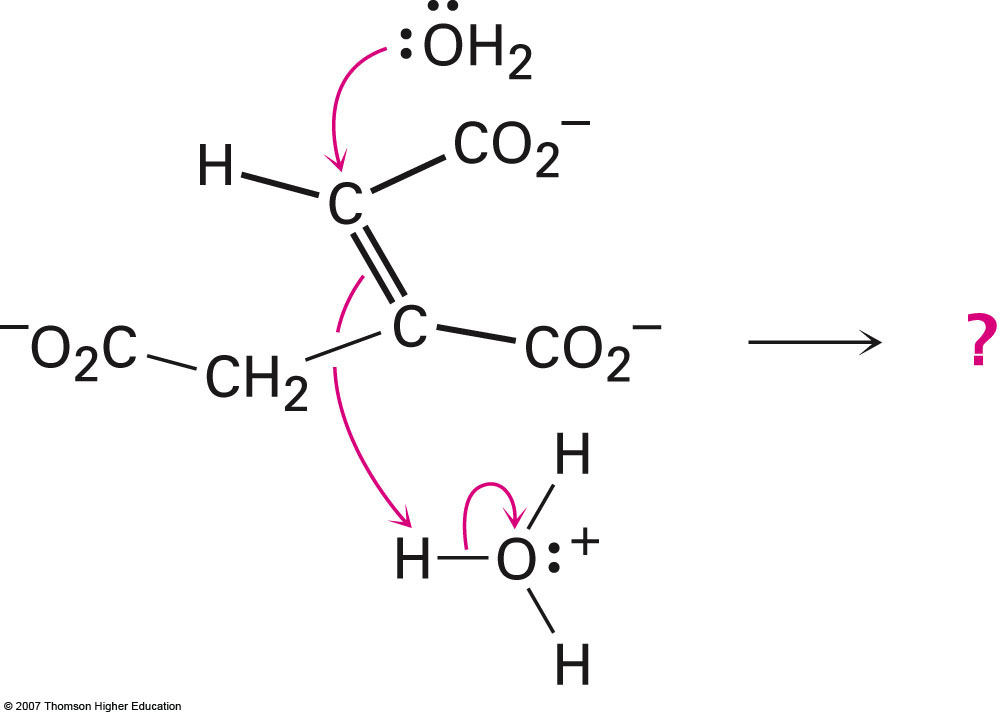 :ÖH₂
H
CO₂⁻
C
C
⁻O₂C
CH₂
CO₂⁻
?
H
H
O:⁺
H
© 2007 Thomson Higher Education